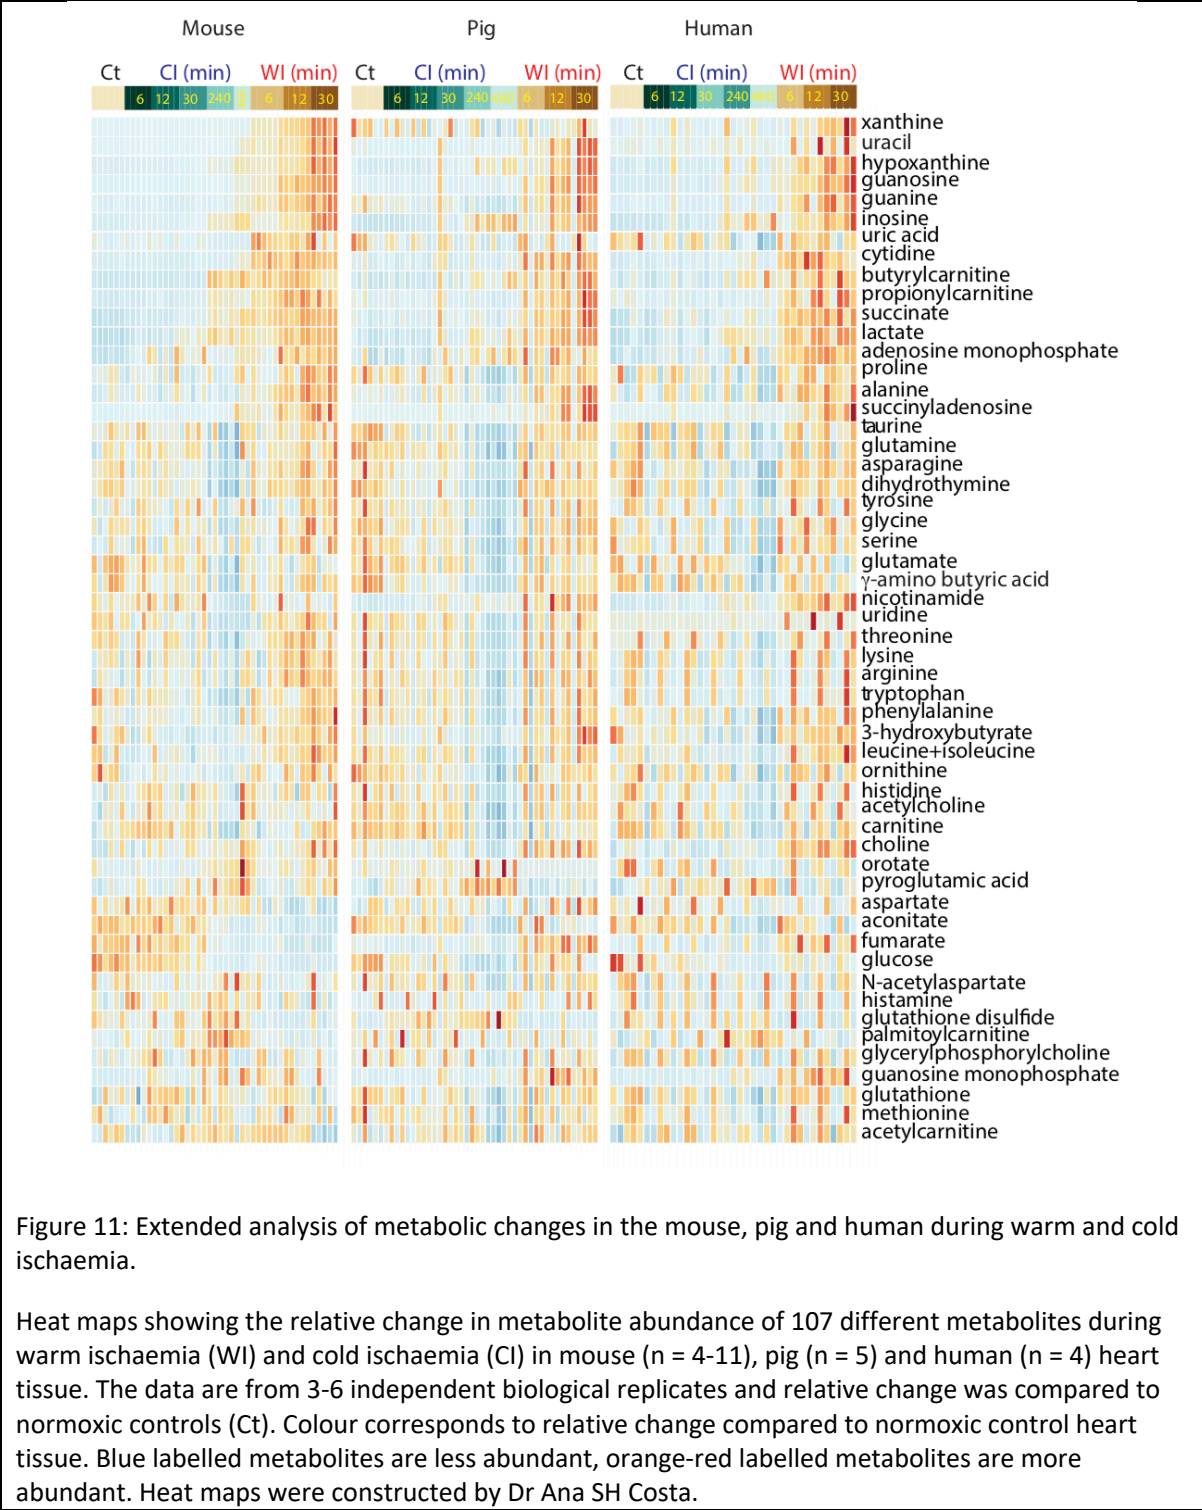 Mouse Pig Human
Ct CI (min) WI (min) Ct CI (min) WI (min) Ct CI (min) WI (min)
6 12 30 240 6 12 30 6 12 30 240 480 6 12 30 6 12 30 240 480 6 12 30
xanthine
uracil
hypoxanthine
guanosine
guanine
inosine
uric acid
cytidine
butyrylcarnitine
propionylcarnitine
succinate
lactate
adenosine monophosphate
proline
alanine
succinyladenosine
taurine
glutamine
asparagine
dihydrothymine
tyrosine
glycine
serine
glutamate
γ-amino butyric acid
nicotinamide
uridine
threonine
lysine
arginine
tryptophan
phenylalanine
3-hydroxybutyrate
leucine+isoleucine
ornithine
histidine
acetylcholine
carnitine
choline
orotate
pyroglutamic acid
aspartate
aconitate
fumarate
glucose
N-acetylaspartate
histamine
glutathione disulfide
palmitoylcarnitine
glycerylphosphorylcholine
guanosine monophosphate
glutathione
methionine
acetylcarnitine
Figure 11: Extended analysis of metabolic changes in the mouse, pig and human during warm and cold
ischaemia.
Heat maps showing the relative change in metabolite abundance of 107 different metabolites during
warm ischaemia (WI) and cold ischaemia (CI) in mouse (n = 4-11), pig (n = 5) and human (n = 4) heart
tissue. The data are from 3-6 independent biological replicates and relative change was compared to
normoxic controls (Ct). Colour corresponds to relative change compared to normoxic control heart
tissue. Blue labelled metabolites are less abundant, orange-red labelled metabolites are more
abundant. Heat maps were constructed by Dr Ana SH Costa.